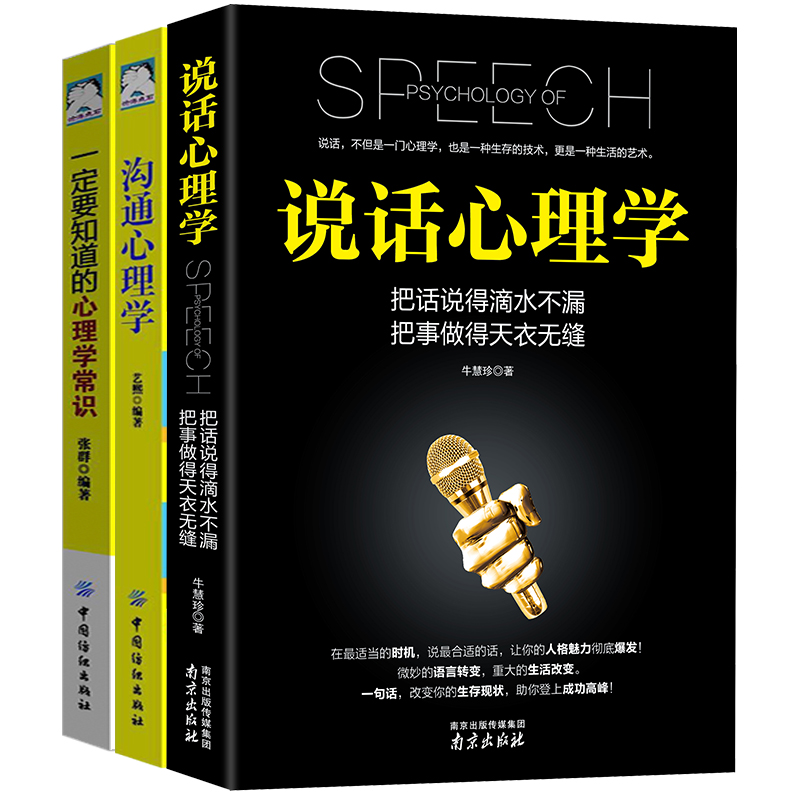 一定要知道的心理学常识
张群◎编著
中国纺织出版社
沟通心理学
艺熙◎编著
中国纺织出版社
说话心理学
SPEECH
PSYCHOLOGY OF
把话说得滴水不漏
把事做得天衣无缝
牛慧珍◎著
南京出版传媒集团
南京出版社
SPEECH
PSYCHOLOGY OF
说话，不但是一门心理学，也是一种生存的技术，更是一种生活的艺术。
说话心理学
把话说得滴水不漏
把事做得天衣无缝
牛慧珍◎著
在最适当的时机，说最合适的话，让你的人格魅力彻底爆发！
微妙的语言转变，重大的生活改变。
一句话，改变你的生存现状，助你登上成功高峰！
南京出版传媒集团
南京出版社